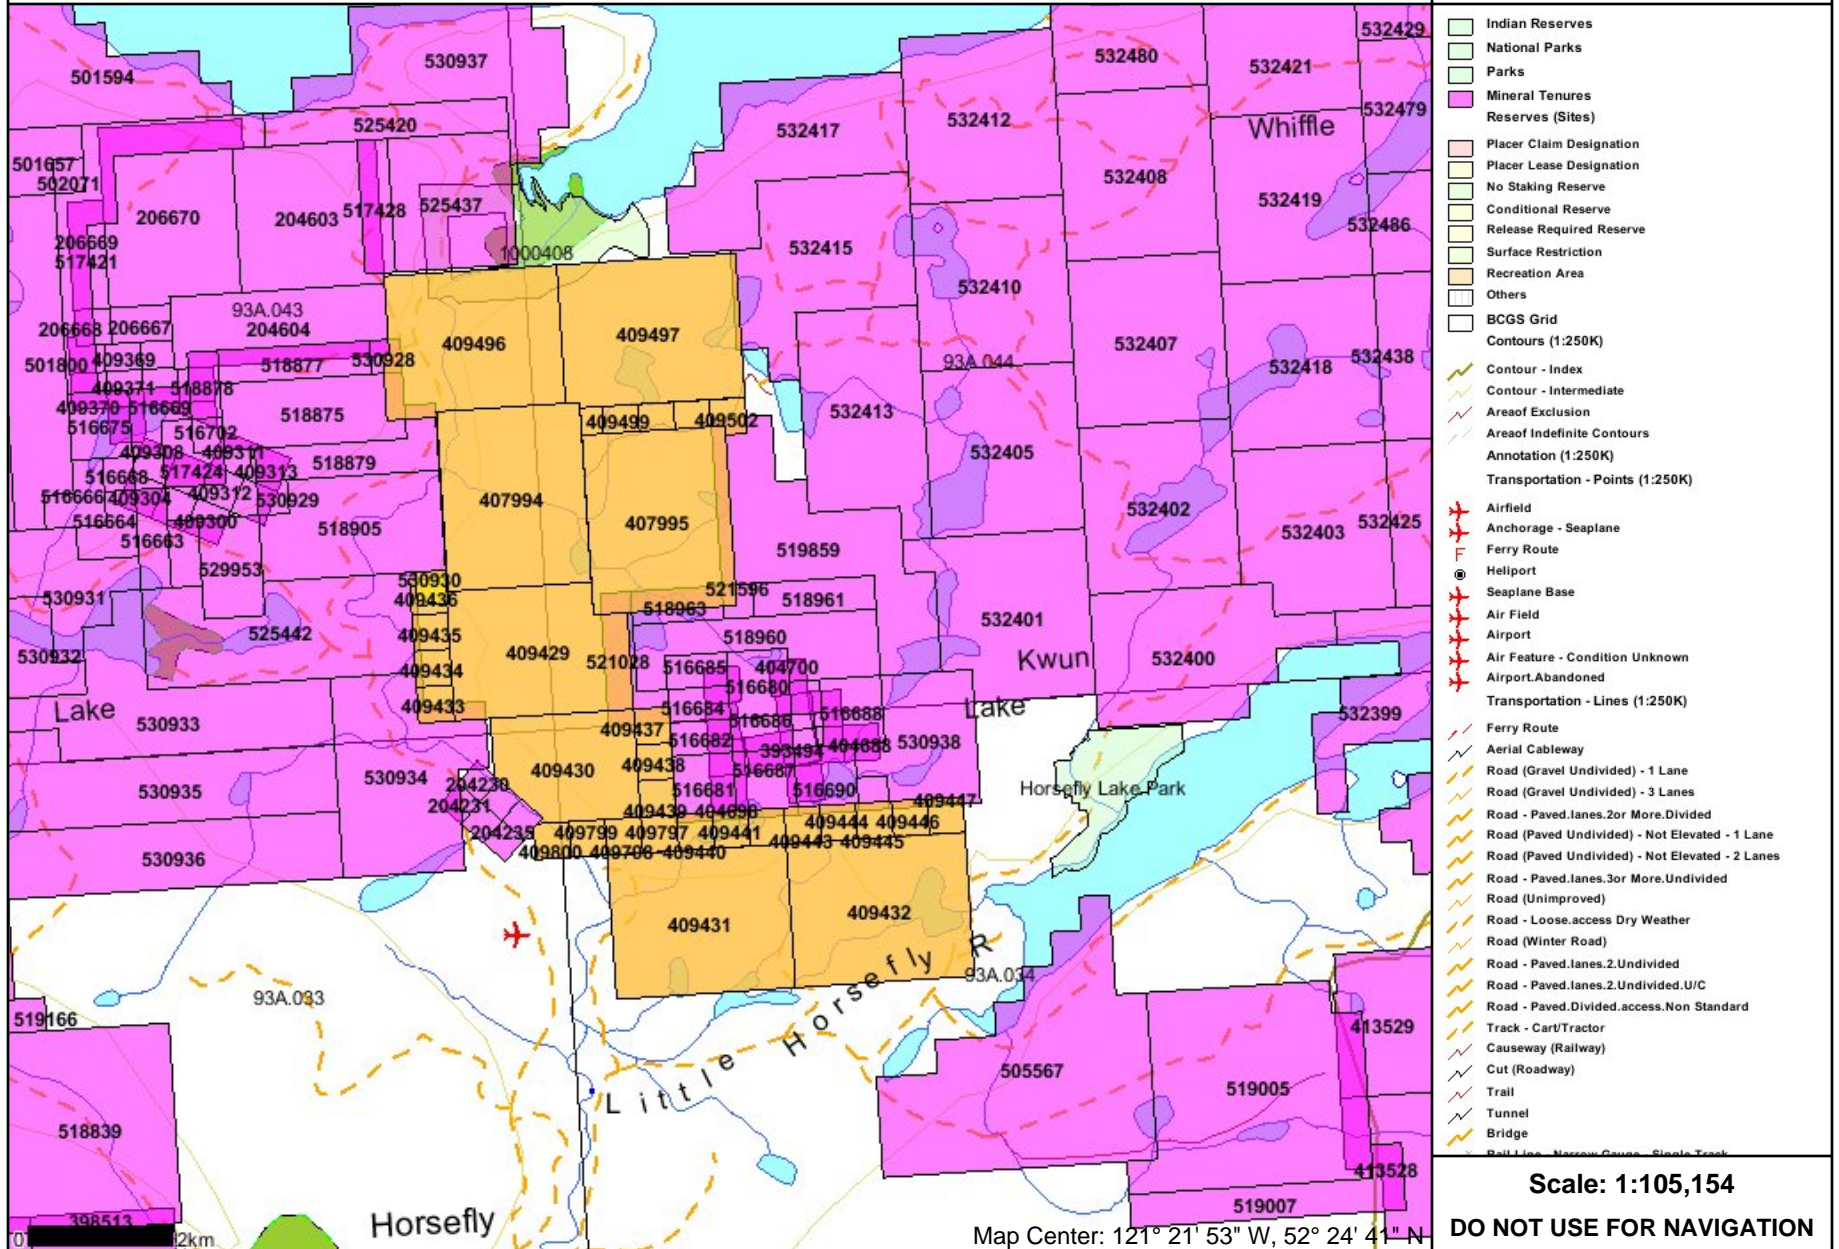 530937
532480
532429
532421
501594
532479
532417
532412
Whiffle
525420
501657
502071
532408
206670
204603
517428
525437
532419
532486
206669
517421
1000408
532415
532410
93A.043
204604
206668
206667
409496
409497
532407
501800
409369
518877
530928
93A.044
532418
532438
409371
518878
409370
516669
518875
409499
409502
532413
516675
516702
409308
409311
518879
532405
516668
517424
409313
409304
409312
530929
407994
407995
532402
532403
532425
516664
409300
518905
516663
519859
529953
530930
521596
530931
409436
518963
518961
525442
409435
518960
532401
530932
409434
409429
521028
516685
404700
Kwun
532400
516680
Lake
530933
409433
516684
516686
516688
Lake
532399
409437
516682
393494
404688
530938
530935
530934
204230
409430
409438
516687
Horsefly Lake Park
204231
516681
516690
409447
409439
404698
530936
204235
409799
409797
409441
409444
409446
409800
409440
409443
409445
409431
409432
93A.033
93A.034
Little Horsefly R
519166
413529
518839
505567
519005
413528
398513
519007
Horsefly
0
2km
Map Center: 121° 21' 53" W, 52° 24' 41" N
Indian Reserves
National Parks
Parks
Mineral Tenures
Reserves (Sites)
Placer Claim Designation
Placer Lease Designation
No Staking Reserve
Conditional Reserve
Release Required Reserve
Surface Restriction
Recreation Area
Others
BCGS Grid
Contours (1:250K)
Contour - Index
Contour - Intermediate
Areaof Exclusion
Areaof Indefinite Contours
Annotation (1:250K)
Transportation - Points (1:250K)
Airfield
Anchorage - Seaplane
F Ferry Route
Heliport
Seaplane Base
Air Field
Airport
Air Feature - Condition Unknown
Airport.Abandoned
Transportation - Lines (1:250K)
Ferry Route
Aerial Cableway
Road (Gravel Undivided) - 1 Lane
Road (Gravel Undivided) - 3 Lanes
Road - Paved.lanes.2or More.Divided
Road (Paved Undivided) - Not Elevated - 1 Lane
Road (Paved Undivided) - Not Elevated - 2 Lanes
Road - Paved.lanes.3or More.Undivided
Road (Unimproved)
Road - Loose.access Dry Weather
Road (Winter Road)
Road - Paved.lanes.2.Undivided
Road - Paved.lanes.2.Undivided.U/C
Road - Paved.Divided.access.Non Standard
Track - Cart/Tractor
Causeway (Railway)
Cut (Roadway)
Trail
Tunnel
Bridge
Rail Line - Narrow Gauge - Single Track
Scale: 1:105,154
DO NOT USE FOR NAVIGATION